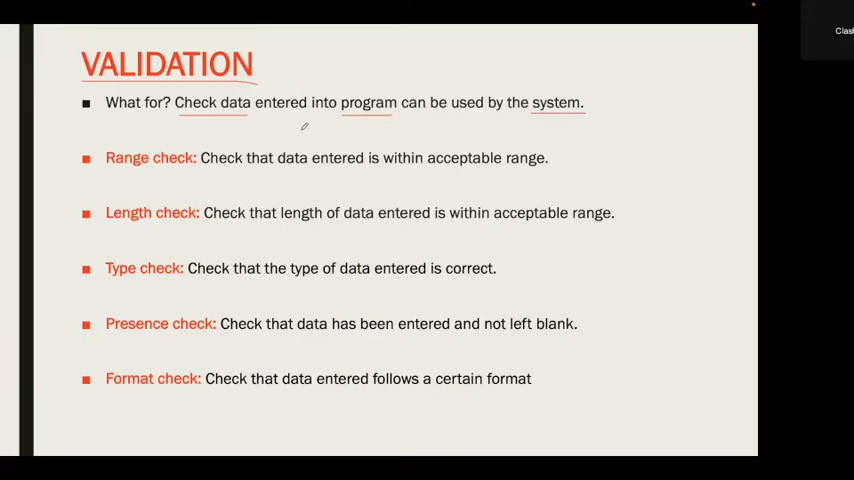 VALIDATION
What for? Check data entered into program can be used by the system.
Range check: Check that data entered is within acceptable range.
Length check: Check that length of data entered is within acceptable range.
Type check: Check that the type of data entered is correct.
Presence check: Check that data has been entered and not left blank.
Format check: Check that data entered follows a certain format